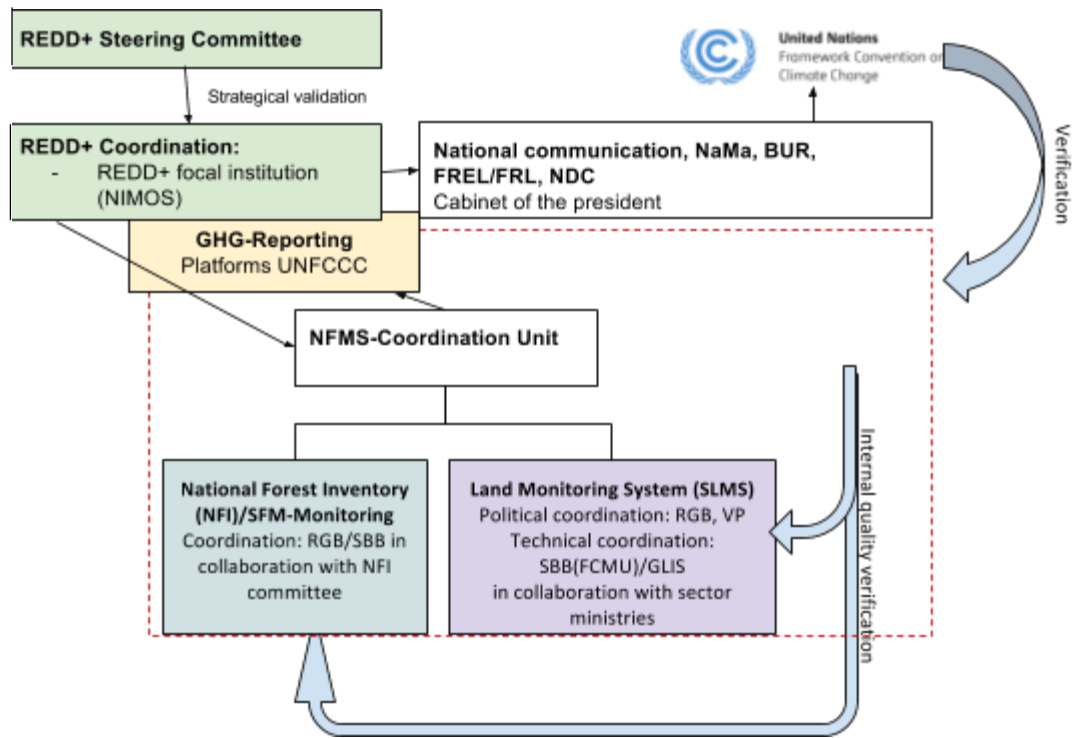 REDD+ Steering Committee
Strategical validation
United Nations
Framework Convention on
Climate Change
REDD+ Coordination:
- REDD+ focal institution
(NIMOS)
National communication, NaMa, BUR,
FREL/FRL, NDC
Cabinet of the president
Verification
GHG-Reporting
Platforms UNFCCC
NFMS-Coordination Unit
National Forest Inventory
(NFI)/SFM-Monitoring
Coordination: RGB/SBB in
collaboration with NFI
committee
Land Monitoring System (SLMS)
Political coordination: RGB, VP
Technical coordination:
SBB(FCMU)/GLIS
in collaboration with sector
ministries
Internal quality verification